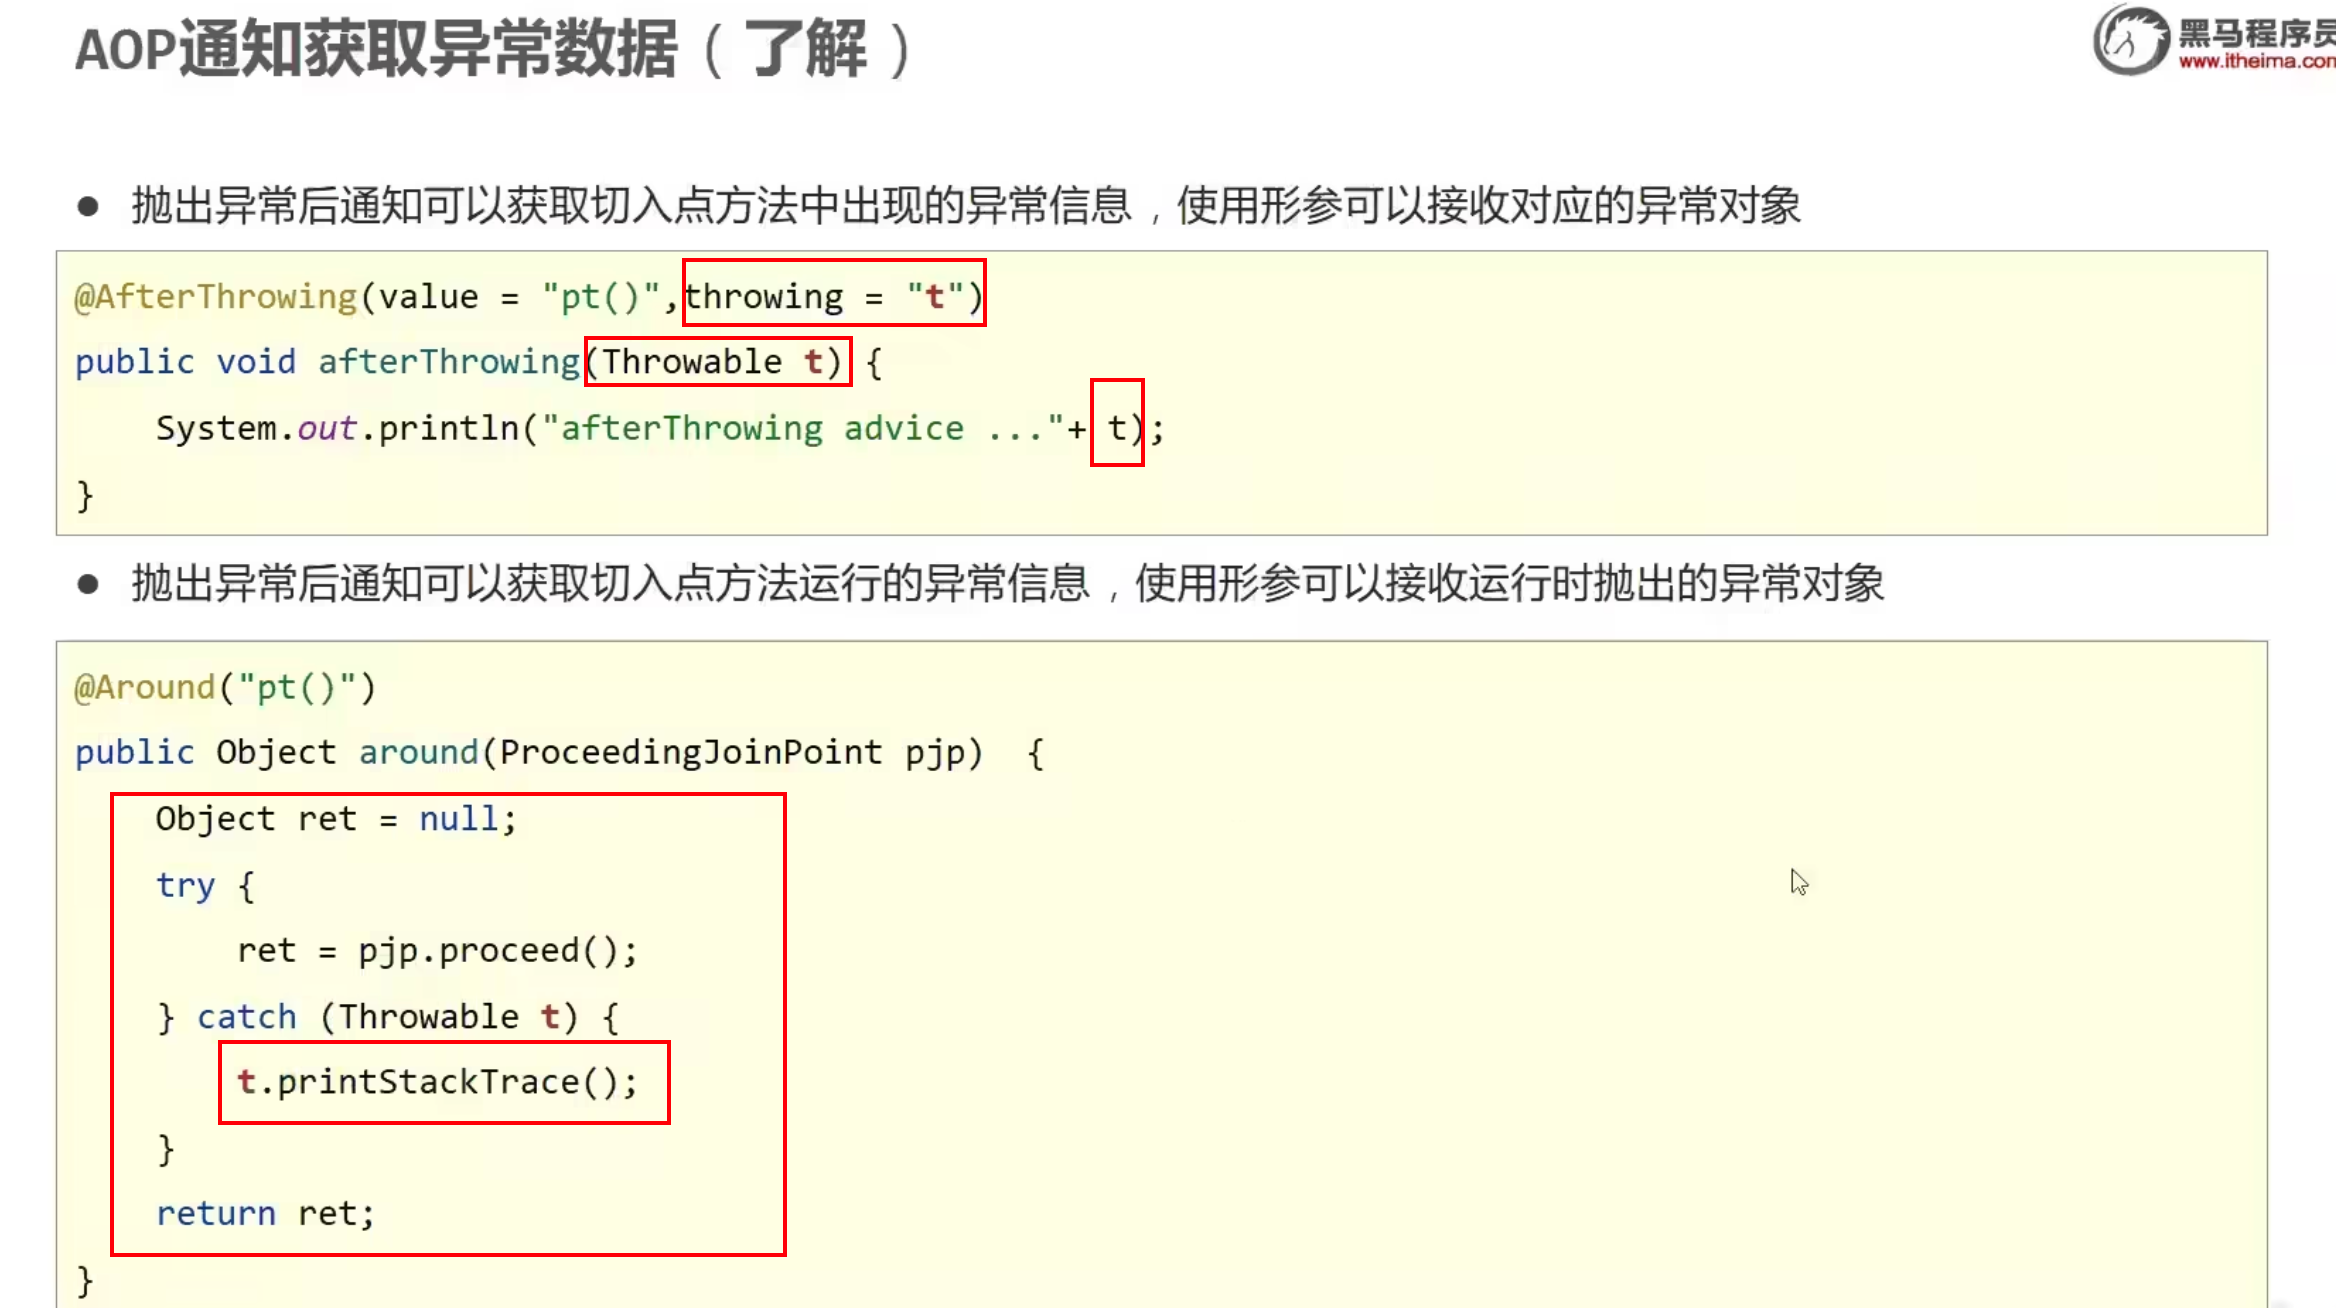 AOP通知获取异常数据（了解）
黑马程序员
www.itheima.com
● 抛出异常后通知可以获取切入点方法中出现的异常信息，使用形参可以接收对应的异常对象
@AfterThrowing(value = "pt()",throwing = "t")
public void afterThrowing(Throwable t) {
    System.out.println("afterThrowing advice ..."+ t);
}
● 抛出异常后通知可以获取切入点方法运行的异常信息，使用形参可以接收运行时抛出的异常对象
@Around("pt()")
public Object around(ProceedingJoinPoint pjp)  {
    Object ret = null;
    try {
        ret = pjp.proceed();
    } catch (Throwable t) {
        t.printStackTrace();
    }
    return ret;
}